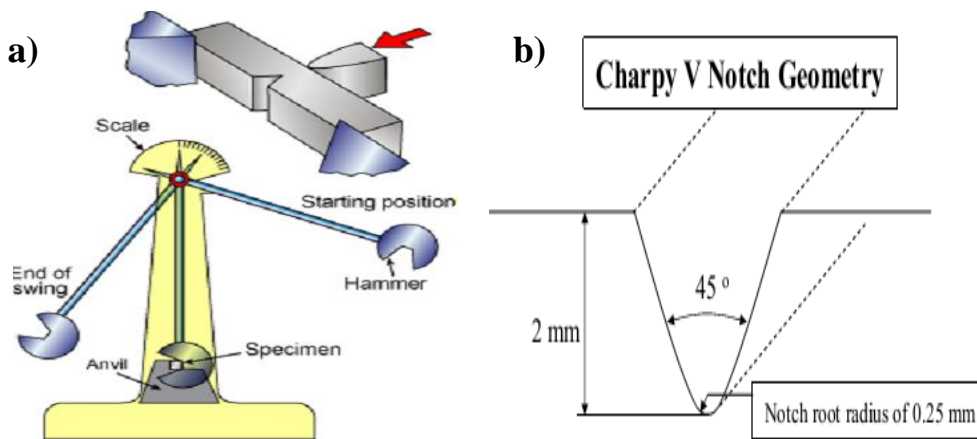 a)
Scale
Starting position
Hammer
End of
swing
Specimen
Anvil
b)
Charpy V Notch Geometry
45 o
2 mm
Notch root radius of 0.25 mm